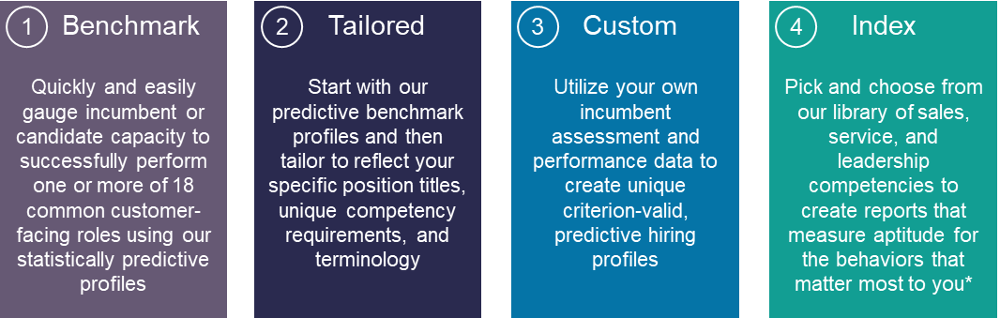 1 Benchmark
Quickly and easily
gauge incumbent or
candidate capacity to
successfully perform
one or more of 18
common customer-
facing roles using our
statistically predictive
profiles
2 Tailored
Start with our
predictive benchmark
profiles and then
tailor to reflect your
specific position titles,
unique competency
requirements, and
terminology
3 Custom
Utilize your own
incumbent
assessment and
performance data to
create unique
criterion-valid,
predictive hiring
profiles
4 Index
Pick and choose from
our library of sales,
service, and
leadership
competencies to
create reports that
measure aptitude for
the behaviors that
matter most to you*